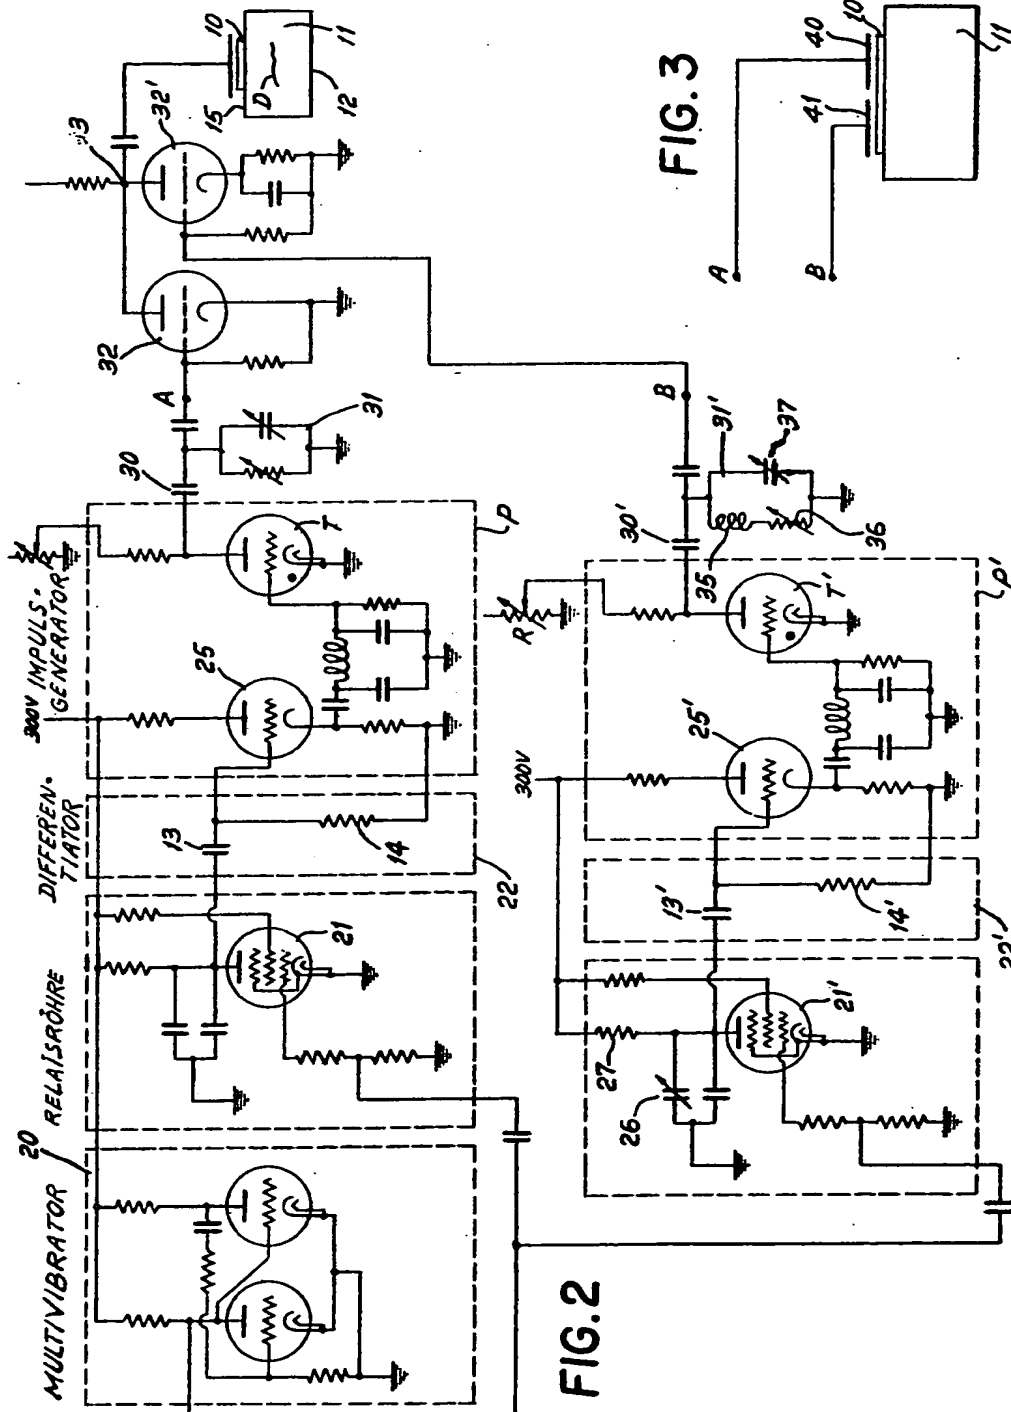 MULTIVIBRATOR
20
RELAISRÖHRE
DIFFEREN-
TIATOR
300V IMPULS-
GENERATOR
21
22
13
14
25
T
P
30
31
A
32
32'
15
10
D
11
12
300V
R
26
27
21'
13'
14'
22'
25'
T'
P'
30'
35
36
37
31'
B
FIG. 2
FIG. 3
A
B
40
41
10
11